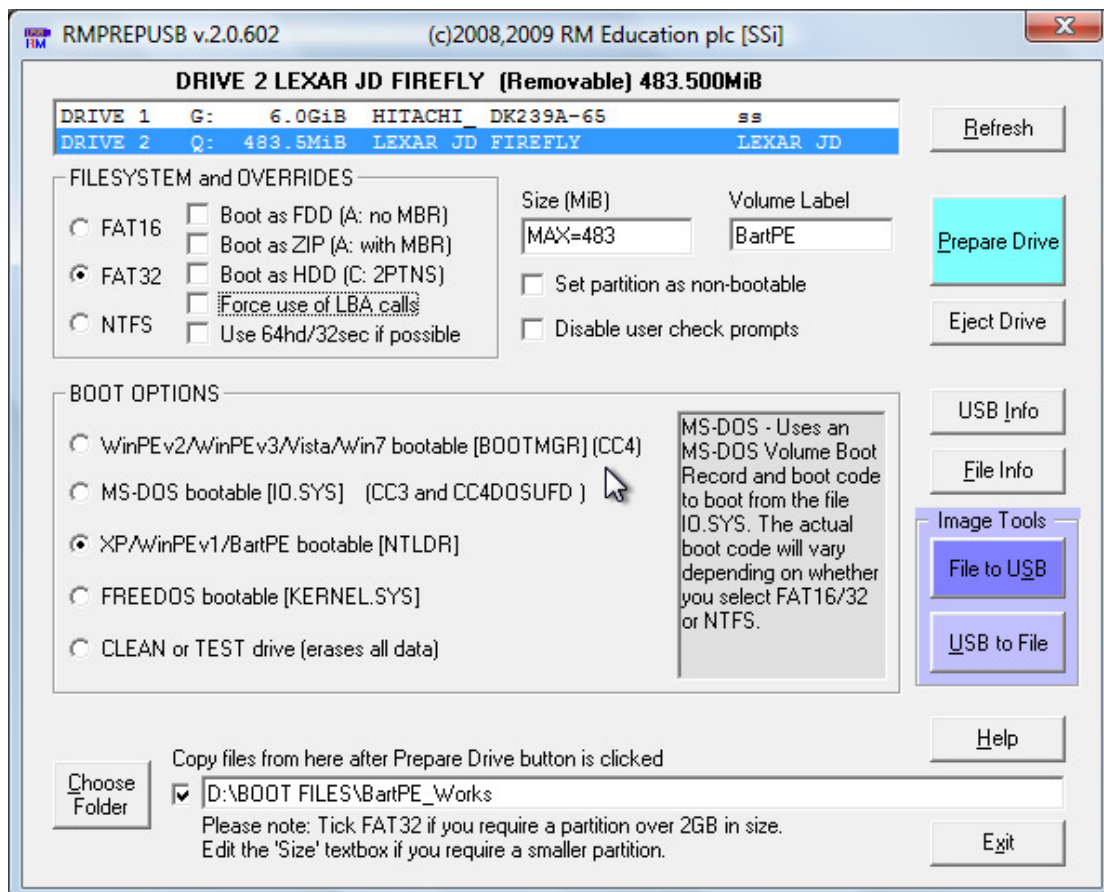 RMPREPUSB v.2.0.602 (c)2008,2009 RM Education plc [SSi]
DRIVE 2 LEXAR JD FIREFLY (Removable) 483.500MiB
DRIVE 1 G: 6.0GiB HITACHI_ DK239A-65 ss
DRIVE 2 Q: 483.5MiB LEXAR JD FIREFLY LEXAR JD
Refresh
FILESYSTEM and OVERRIDES
FAT16
FAT32
NTFS
Boot as FDD (A: no MBR)
Boot as ZIP (A: with MBR)
Boot as HDD (C: 2PTNS)
Force use of LBA calls
Use 64hd/32sec if possible
Size (MiB)
MAX=483
Volume Label
BartPE
Set partition as non-bootable
Disable user check prompts
Prepare Drive
Eject Drive
BOOT OPTIONS
WinPEv2/WinPEv3/Vista/Win7 bootable [BOOTMGR] (CC4)
MS-DOS bootable [IO.SYS] (CC3 and CC4DOSUFD )
XP/WinPEv1/BartPE bootable [NTLDR]
FREEDOS bootable [KERNEL.SYS]
CLEAN or TEST drive (erases all data)
MS-DOS - Uses an
MS-DOS Volume Boot
Record and boot code
to boot from the file
IO.SYS. The actual
boot code will vary
depending on whether
you select FAT16/32
or NTFS.
USB Info
File Info
Image Tools
File to USB
USB to File
Help
Copy files from here after Prepare Drive button is clicked
Choose
Folder
D:\BOOT FILES\BartPE_Works
Please note: Tick FAT32 if you require a partition over 2GB in size.
Edit the 'Size' textbox if you require a smaller partition.
Exit